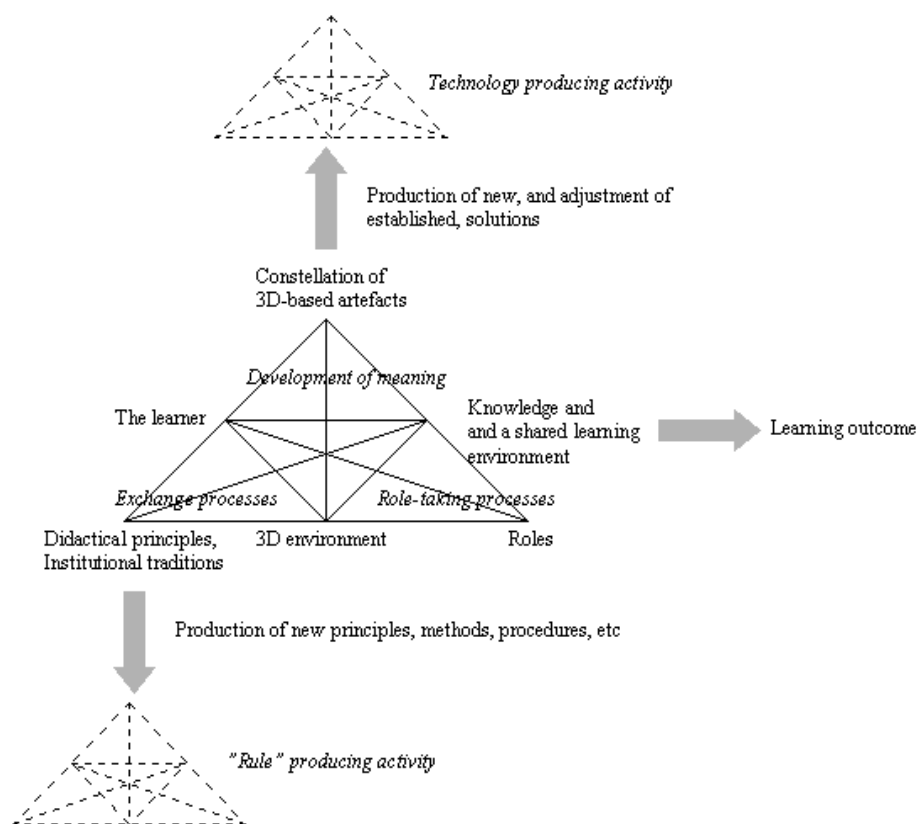 Technology producing activity
Production of new, and adjustment of
established, solutions
Constellation of
3D-based artefacts
Development of meaning
The learner
Knowledge and
and a shared learning
environment
Learning outcome
Exchange processes
Role-taking processes
Didactical principles,
Institutional traditions
3D environment
Roles
Production of new principles, methods, procedures, etc
"Rule" producing activity